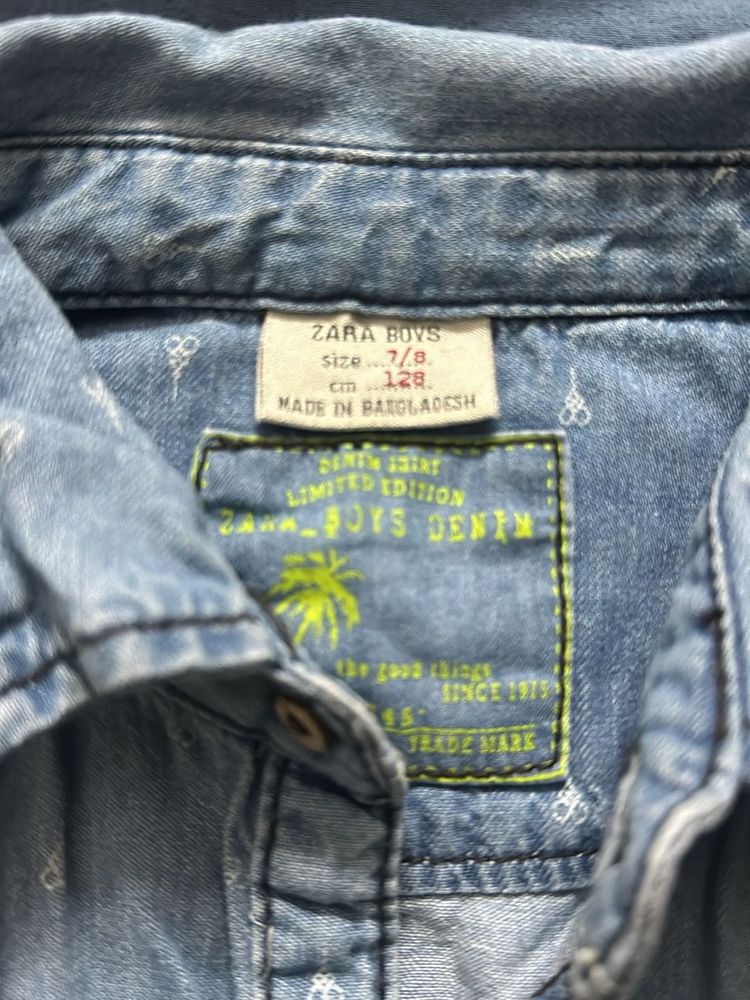 ZARA BOYS
size...7/8.
cm ...128.
MADE IN BANGLADESH
DENIM SHIRT
LIMITED EDITION
ZARA_BOYS DENIM
the good things
SINCE 1975
TRADE MARK